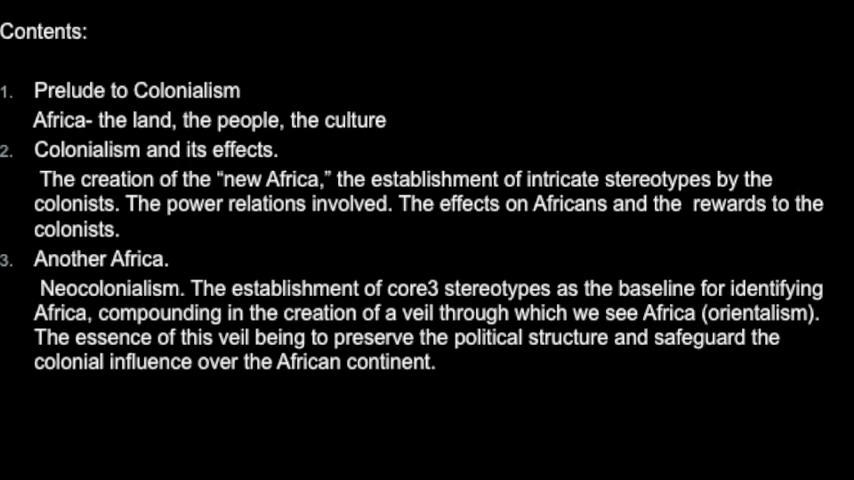 Contents:
1. Prelude to Colonialism
Africa- the land, the people, the culture
2. Colonialism and its effects.
The creation of the “new Africa,” the establishment of intricate stereotypes by the
colonists. The power relations involved. The effects on Africans and the rewards to the
colonists.
3. Another Africa.
Neocolonialism. The establishment of core3 stereotypes as the baseline for identifying
Africa, compounding in the creation of a veil through which we see Africa (orientalism).
The essence of this veil being to preserve the political structure and safeguard the
colonial influence over the African continent.